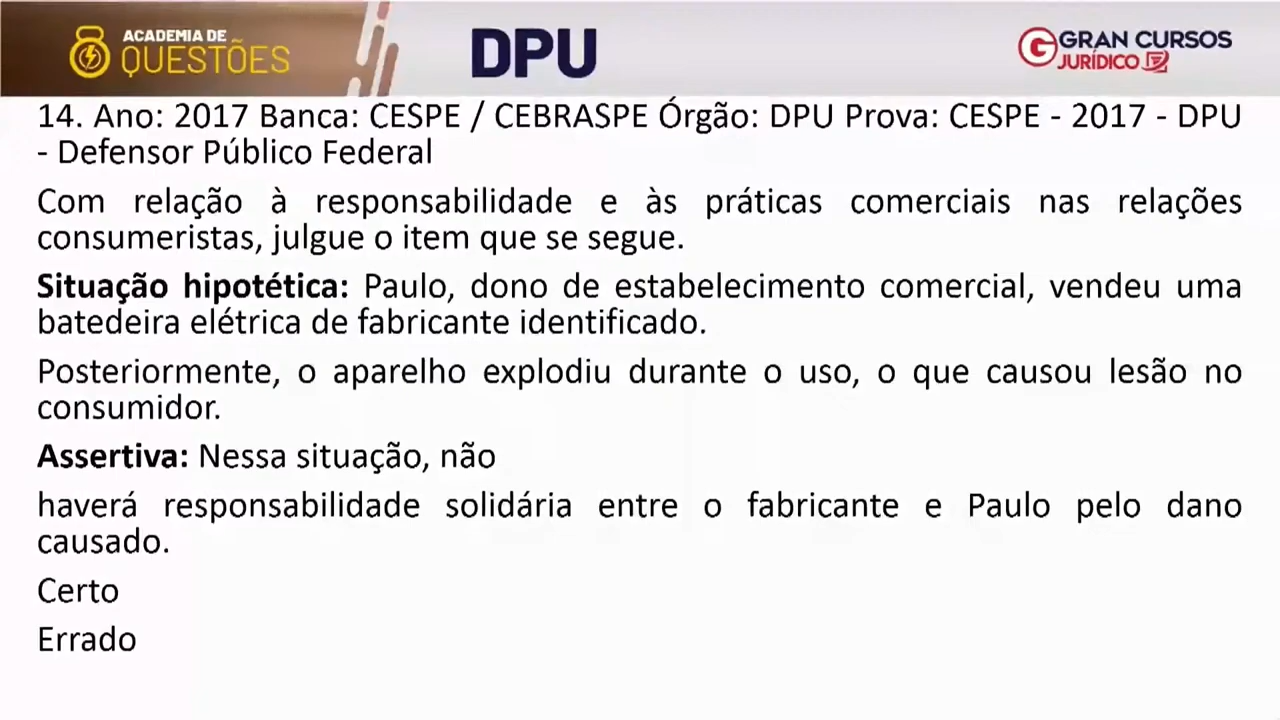 ACADEMIA DE
QUESTÕES
DPU
GRAN CURSOS
JURÍDICO
14. Ano: 2017 Banca: CESPE / CEBRASPE Órgão: DPU Prova: CESPE - 2017 - DPU
- Defensor Público Federal
Com relação à responsabilidade e às práticas comerciais nas relações
consumeristas, julgue o item que se segue.
Situação hipotética: Paulo, dono de estabelecimento comercial, vendeu uma
batedeira elétrica de fabricante identificado.
Posteriormente, o aparelho explodiu durante o uso, o que causou lesão no
consumidor.
Assertiva: Nessa situação, não
haverá responsabilidade solidária entre o fabricante e Paulo pelo dano
causado.
Certo
Errado